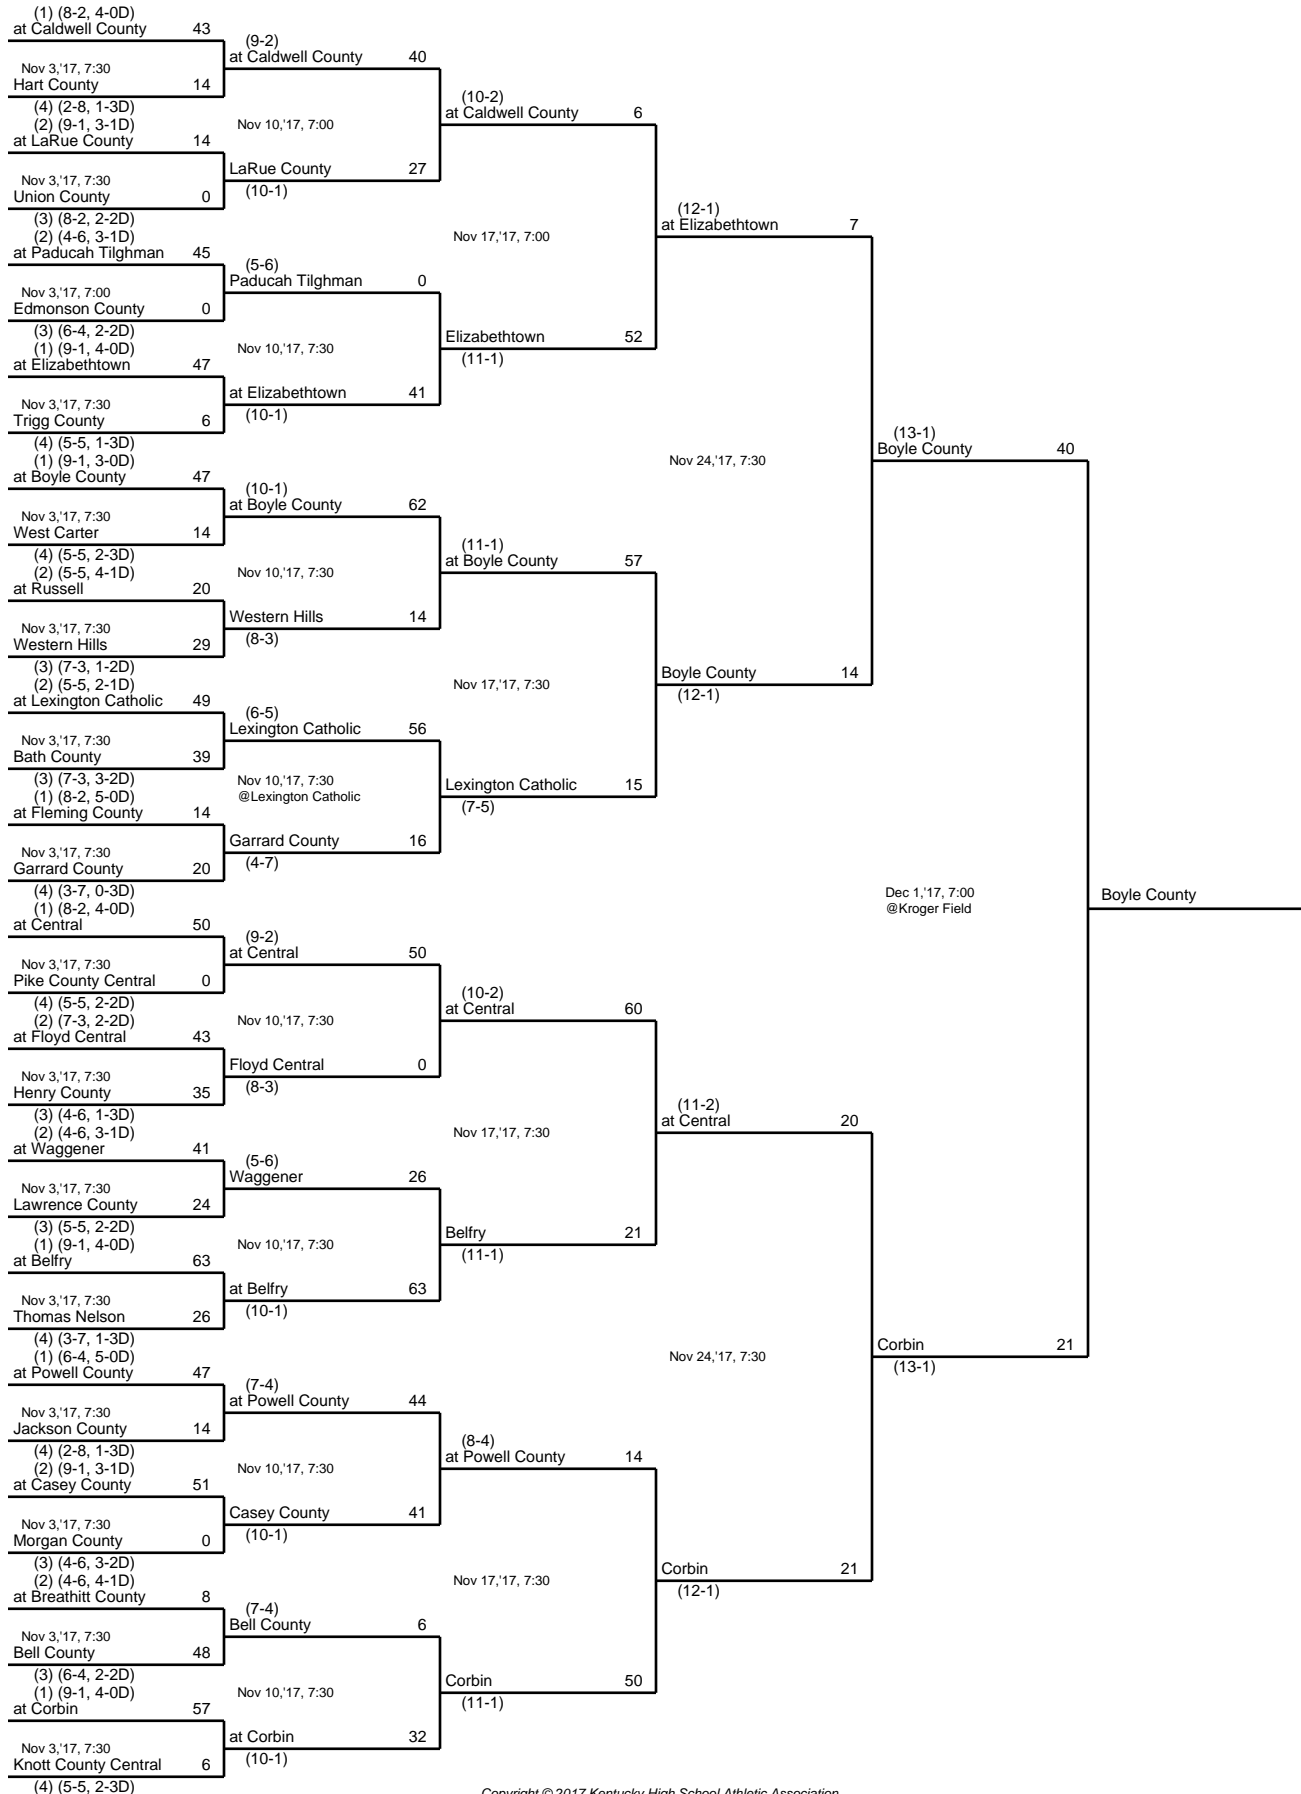 (1) (8-2, 4-0D)
at Caldwell County 43
Nov 3,'17, 7:30
Hart County 14
(4) (2-8, 1-3D)
(2) (9-1, 3-1D)
at LaRue County 14
Nov 3,'17, 7:30
Union County 0
(3) (8-2, 2-2D)
(2) (4-6, 3-1D)
at Paducah Tilghman 45
Nov 3,'17, 7:00
Edmonson County 0
(3) (6-4, 2-2D)
(1) (9-1, 4-0D)
at Elizabethtown 47
Nov 3,'17, 7:30
Trigg County 6
(4) (5-5, 1-3D)
(1) (9-1, 3-0D)
at Boyle County 47
Nov 3,'17, 7:30
West Carter 14
(4) (5-5, 2-3D)
(2) (5-5, 4-1D)
at Russell 20
Nov 3,'17, 7:30
Western Hills 29
(3) (7-3, 1-2D)
(2) (5-5, 2-1D)
at Lexington Catholic 49
Nov 3,'17, 7:30
Bath County 39
(3) (7-3, 3-2D)
(1) (8-2, 5-0D)
at Fleming County 14
Nov 3,'17, 7:30
Garrard County 20
(4) (3-7, 0-3D)
(1) (8-2, 4-0D)
at Central 50
Nov 3,'17, 7:30
Pike County Central 0
(4) (5-5, 2-2D)
(2) (7-3, 2-2D)
at Floyd Central 43
Nov 3,'17, 7:30
Henry County 35
(3) (4-6, 1-3D)
(2) (4-6, 3-1D)
at Waggener 41
Nov 3,'17, 7:30
Lawrence County 24
(3) (5-5, 2-2D)
(1) (9-1, 4-0D)
at Belfry 63
Nov 3,'17, 7:30
Thomas Nelson 26
(4) (3-7, 1-3D)
(1) (6-4, 5-0D)
at Powell County 47
Nov 3,'17, 7:30
Jackson County 14
(4) (2-8, 1-3D)
(2) (9-1, 3-1D)
at Casey County 51
Nov 3,'17, 7:30
Morgan County 0
(3) (4-6, 3-2D)
(2) (4-6, 4-1D)
at Breathitt County 8
Nov 3,'17, 7:30
Bell County 48
(3) (6-4, 2-2D)
(1) (9-1, 4-0D)
at Corbin 57
Nov 3,'17, 7:30
Knott County Central 6
(4) (5-5, 2-3D)
(9-2)
at Caldwell County 40
Nov 10,'17, 7:00
LaRue County 27
(10-1)
(5-6)
Paducah Tilghman 0
Nov 10,'17, 7:30
at Elizabethtown 41
(10-1)
(10-1)
at Boyle County 62
Nov 10,'17, 7:30
Western Hills 14
(8-3)
(6-5)
Lexington Catholic 56
Nov 10,'17, 7:30
@Lexington Catholic
Garrard County 16
(4-7)
(9-2)
at Central 50
Nov 10,'17, 7:30
Floyd Central 0
(8-3)
(5-6)
Waggener 26
Nov 10,'17, 7:30
at Belfry 63
(10-1)
(7-4)
at Powell County 44
Nov 10,'17, 7:30
Casey County 41
(10-1)
(7-4)
Bell County 6
Nov 10,'17, 7:30
at Corbin 32
(10-1)
(10-2)
at Caldwell County 6
Nov 17,'17, 7:00
Elizabethtown 52
(11-1)
(11-1)
at Boyle County 57
Nov 17,'17, 7:30
Lexington Catholic 15
(7-5)
(10-2)
at Central 60
Nov 17,'17, 7:30
Belfry 21
(11-1)
(8-4)
at Powell County 14
Nov 17,'17, 7:30
Corbin 50
(11-1)
(12-1)
at Elizabethtown 7
Nov 24,'17, 7:30
Boyle County 14
(12-1)
(11-2)
at Central 20
Nov 24,'17, 7:30
Corbin 21
(12-1)
(13-1)
Boyle County 40
Dec 1,'17, 7:00
@Kroger Field
Corbin 21
(13-1)
Boyle County
Copyright © 2017 Kentucky High School Athletic Association